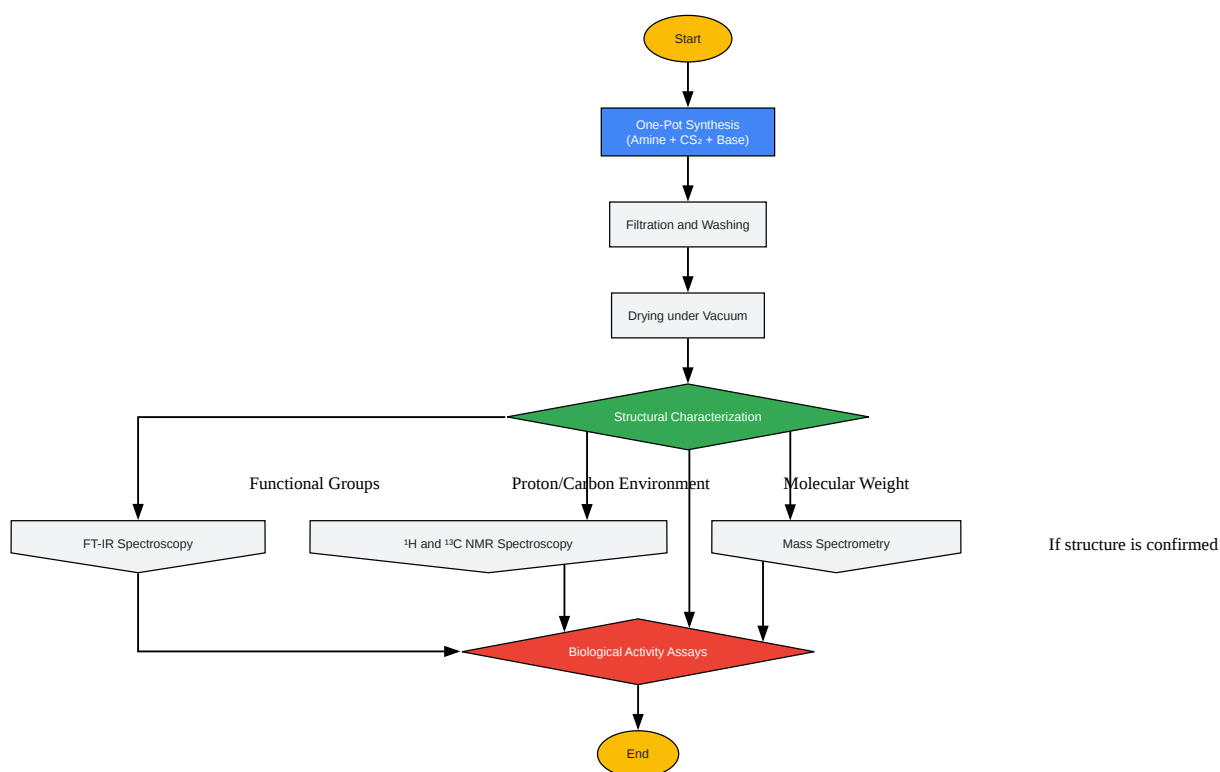 Start
One-Pot Synthesis
(Amine + CS₂ + Base)
Filtration and Washing
Drying under Vacuum
Structural Characterization
Functional Groups
Proton/Carbon Environment
Molecular Weight
FT-IR Spectroscopy
¹H and ¹³C NMR Spectroscopy
Mass Spectrometry
If structure is confirmed
Biological Activity Assays
End